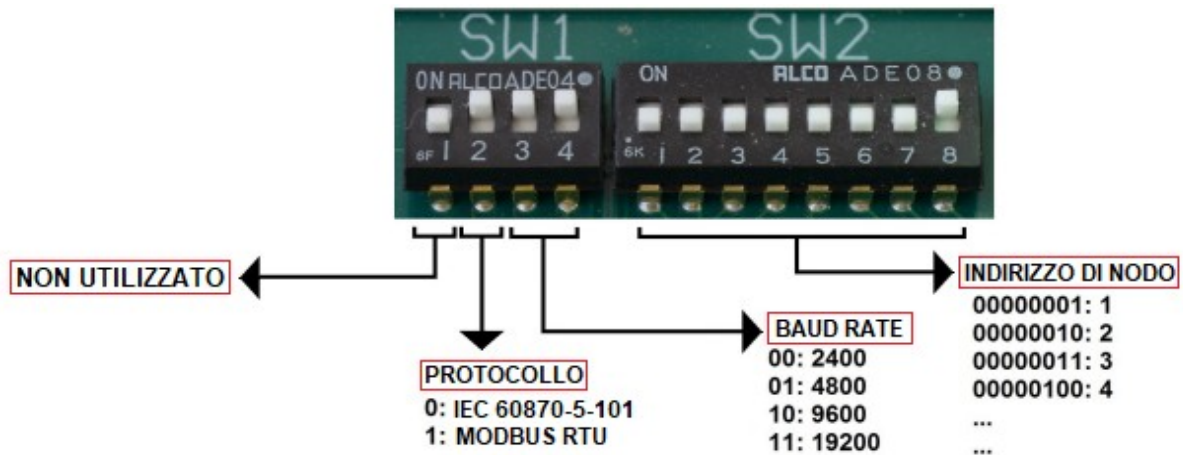 SW1 SW2
ON ALCO ADE04
6F 1 2 3 4
ON ALCO ADE08
6K 1 2 3 4 5 6 7 8
NON UTILIZZATO
PROTOCOLLO
0: IEC 60870-5-101
1: MODBUS RTU
BAUD RATE
00: 2400
01: 4800
10: 9600
11: 19200
INDIRIZZO DI NODO
00000001: 1
00000010: 2
00000011: 3
00000100: 4
...
...